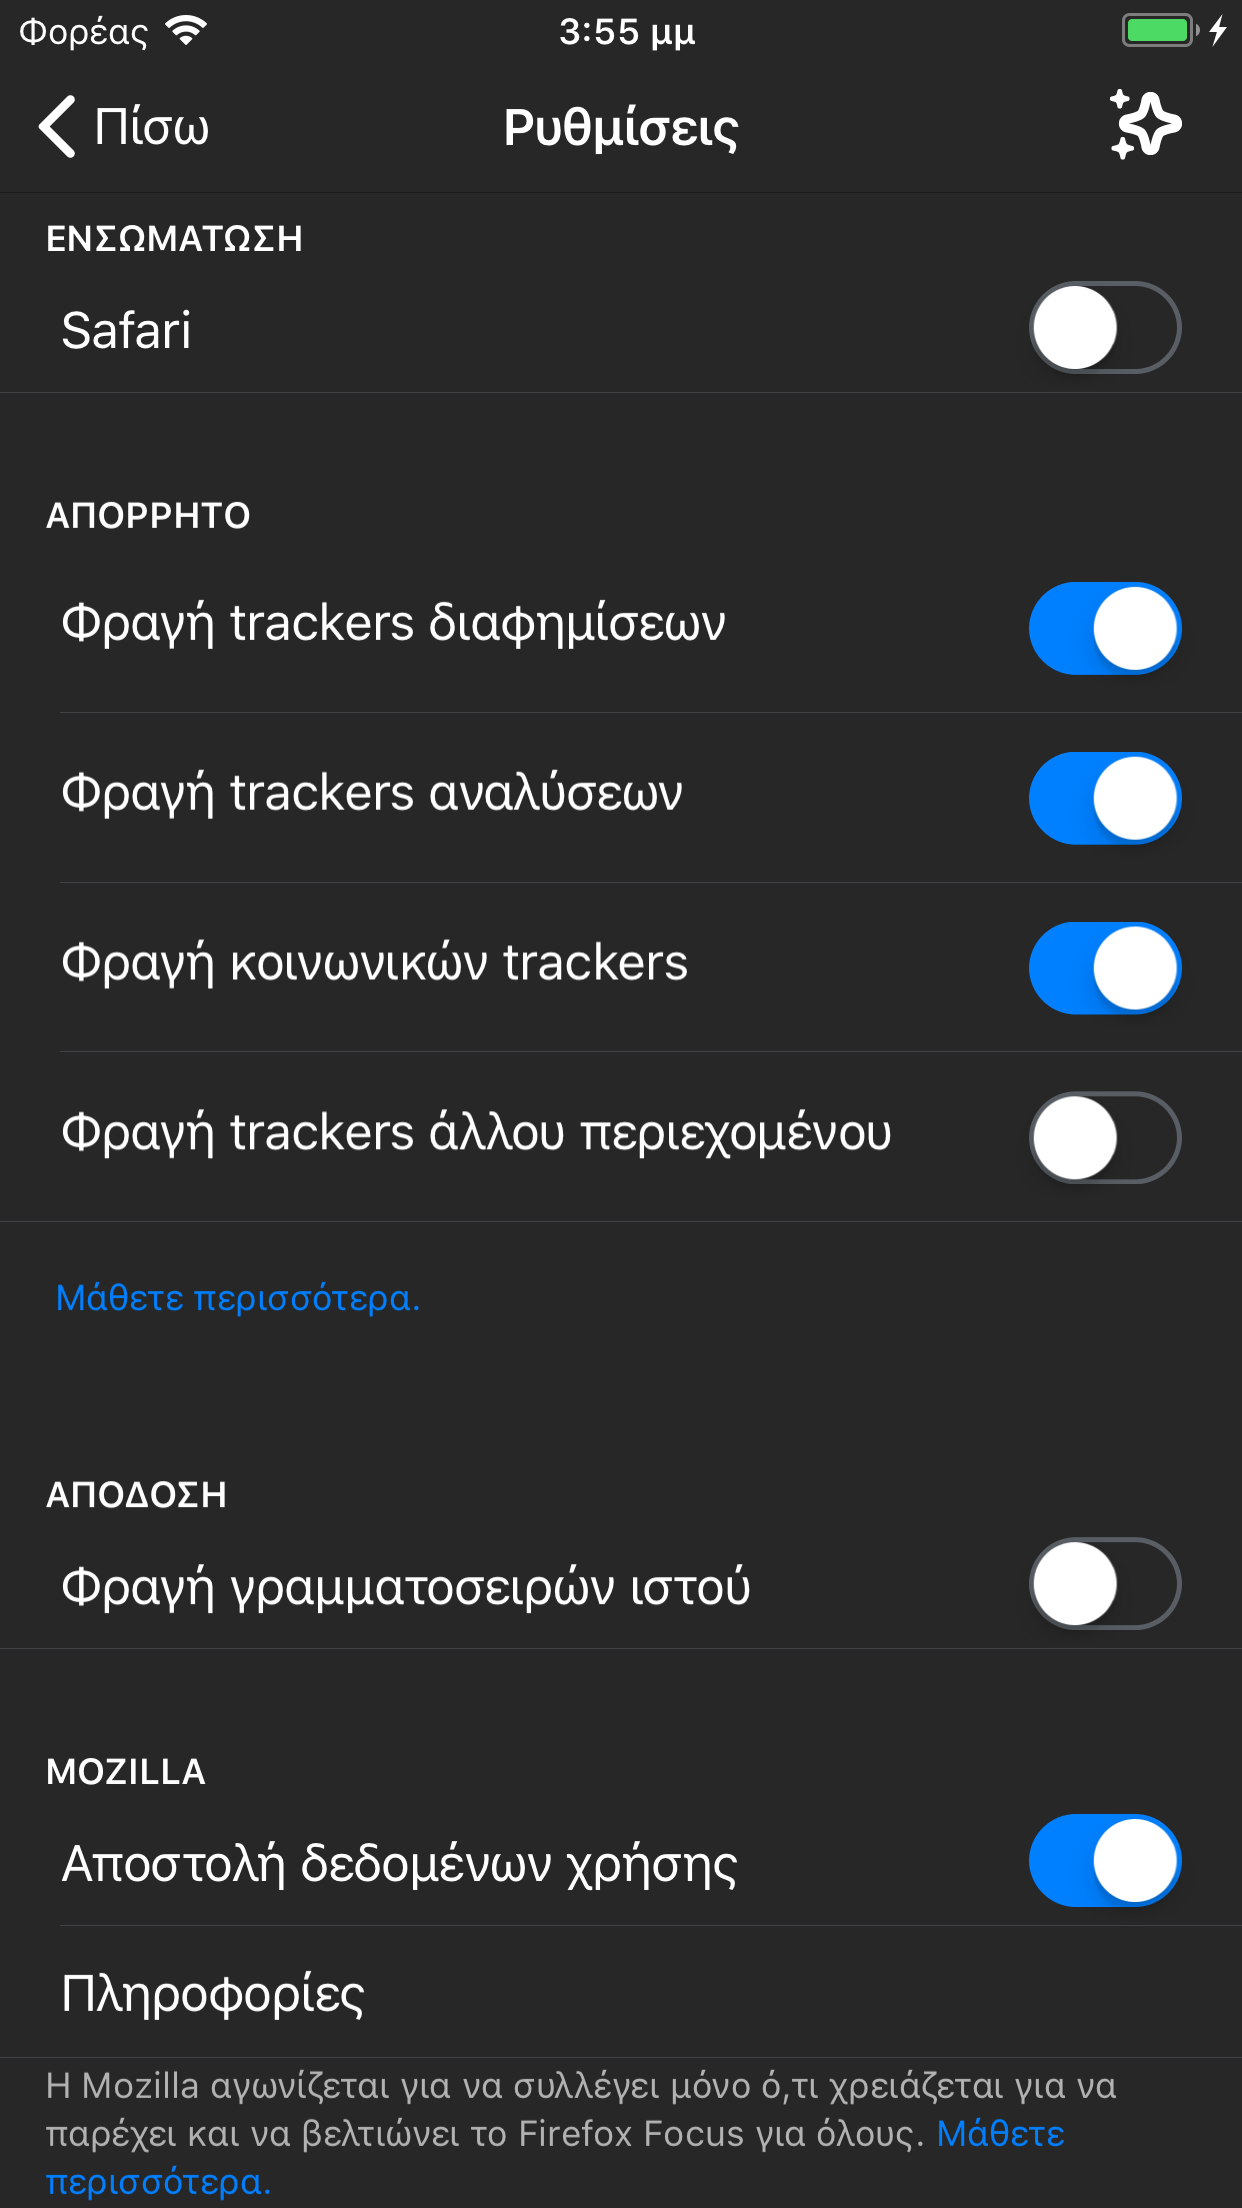 Φορέας
3:55 μμ
Πίσω
Ρυθμίσεις
ΕΝΣΩΜΑΤΩΣΗ
Safari
ΑΠΟΡΡΗΤΟ
Φραγή trackers διαφημίσεων
Φραγή trackers αναλύσεων
Φραγή κοινωνικών trackers
Φραγή trackers άλλου περιεχομένου
Μάθετε περισσότερα.
ΑΠΟΔΟΣΗ
Φραγή γραμματοσειρών ιστού
MOZILLA
Αποστολή δεδομένων χρήσης
Πληροφορίες
Η Mozilla αγωνίζεται για να συλλέγει μόνο ό,τι χρειάζεται για να
παρέχει και να βελτιώνει το Firefox Focus για όλους. Μάθετε
περισσότερα.